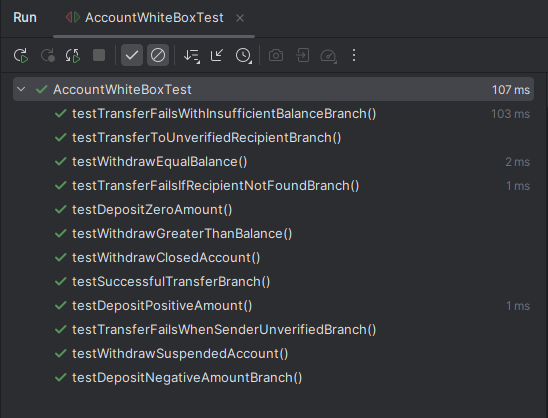 Run AccountWhiteBoxTest
AccountWhiteBoxTest 107 ms
testTransferFailsWithInsufficientBalanceBranch() 103 ms
testTransferToUnverifiedRecipientBranch()
testWithdrawEqualBalance() 2 ms
testTransferFailsIfRecipientNotFoundBranch() 1 ms
testDepositZeroAmount()
testWithdrawGreaterThanBalance()
testWithdrawClosedAccount()
testSuccessfulTransferBranch()
testDepositPositiveAmount() 1 ms
testTransferFailsWhenSenderUnverifiedBranch()
testWithdrawSuspendedAccount()
testDepositNegativeAmountBranch()